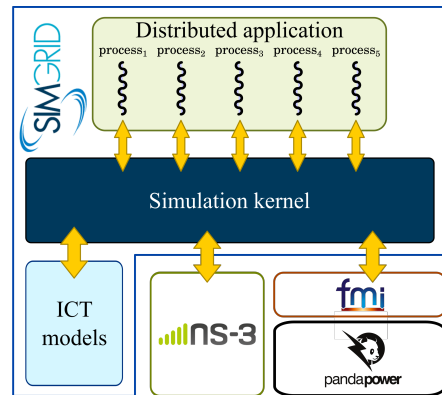 SIMGRID
Distributed application
process₁ process₂ process₃ process₄ process₅
Simulation kernel
ICT
models
ns-3
fmi
pandapower